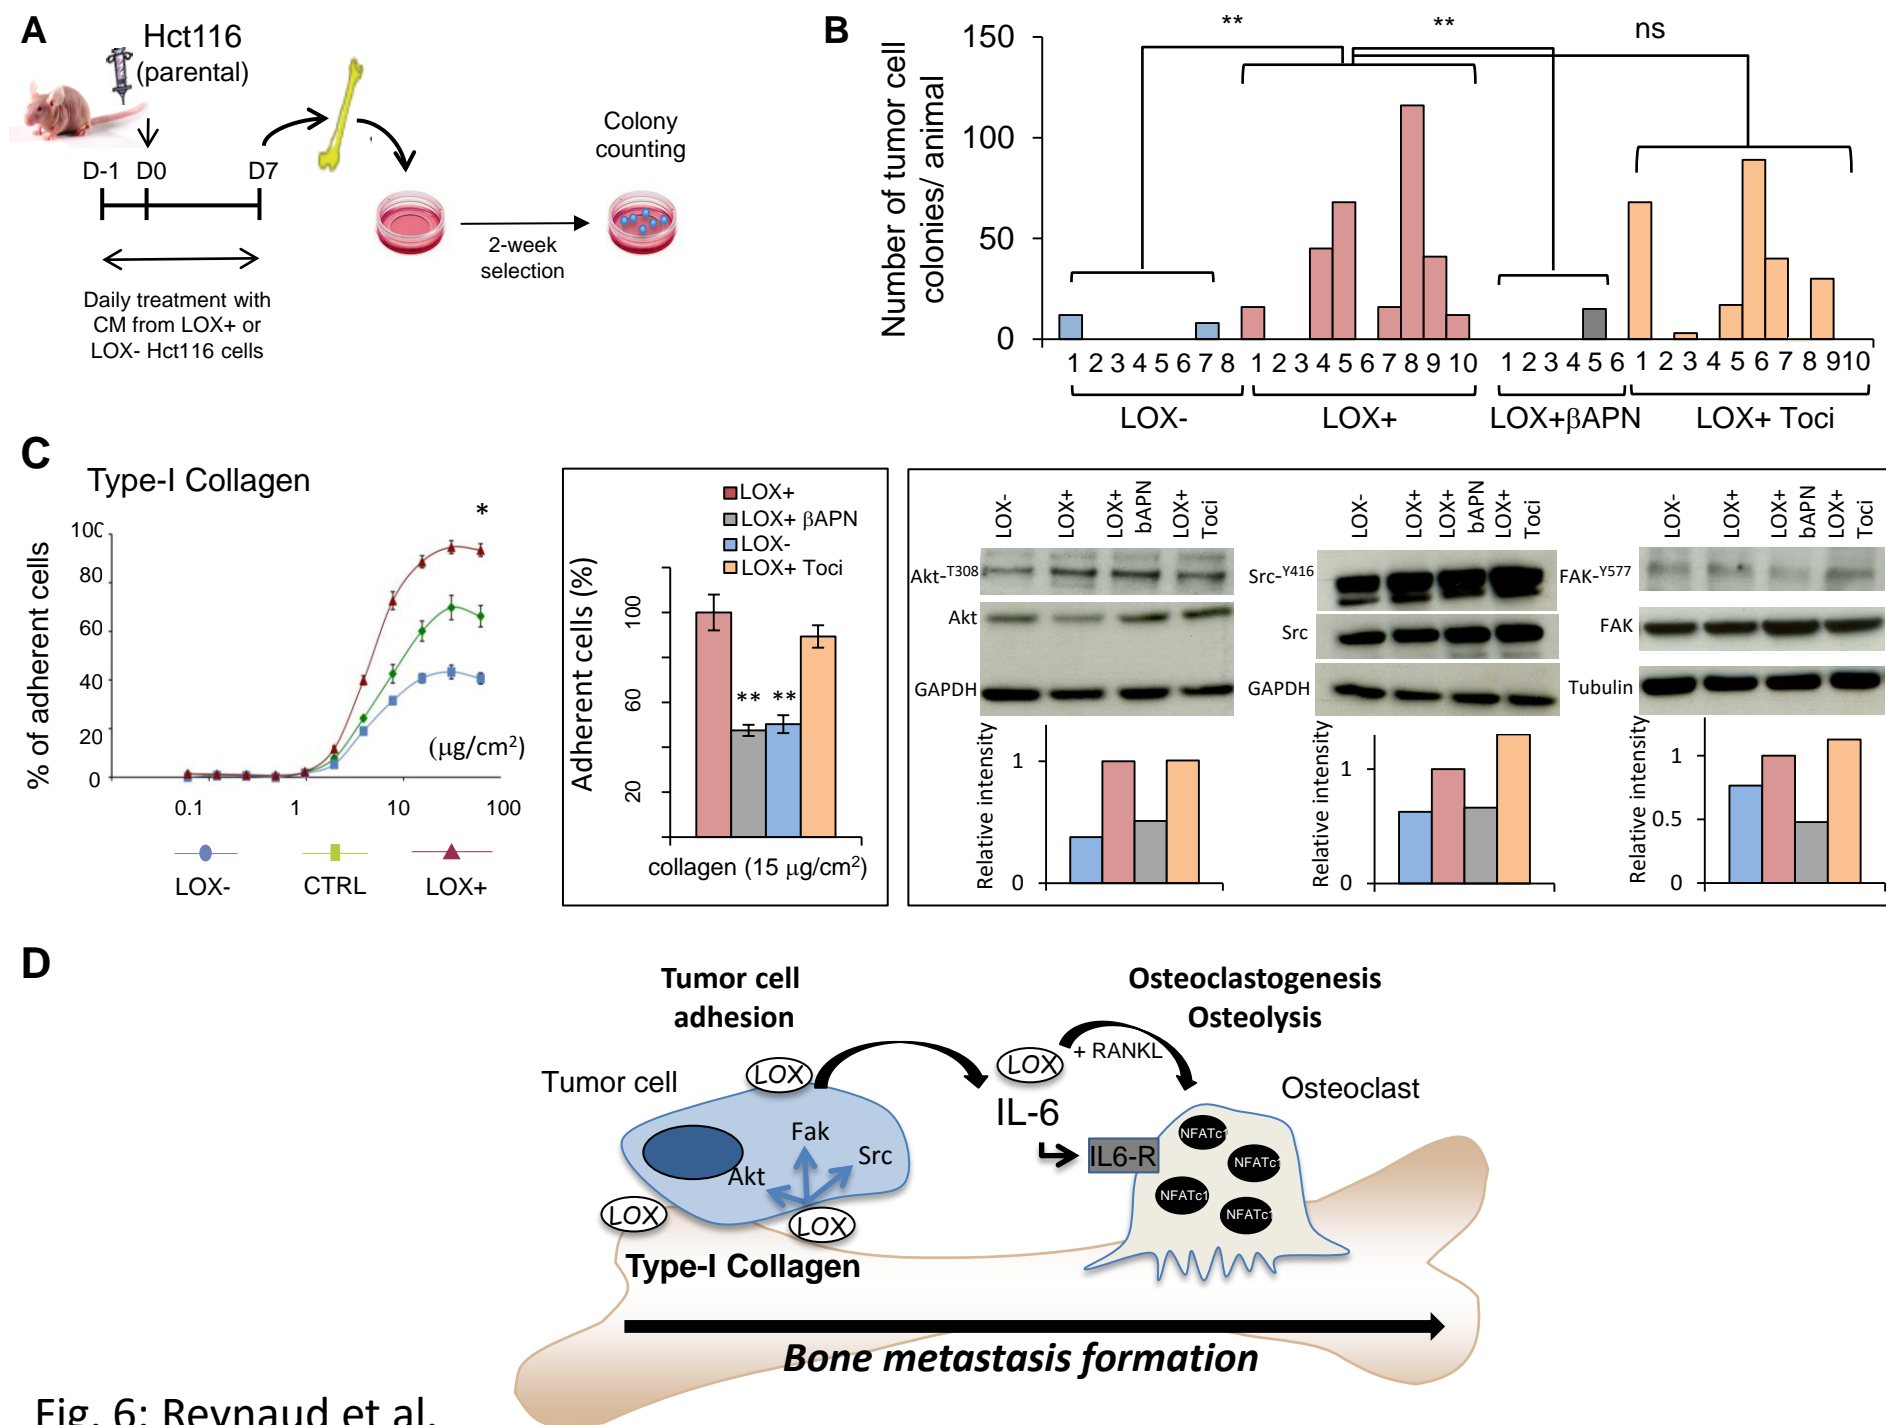 A
Hct116
(parental)
D-1 D0 D7
Daily treatment with
CM from LOX+ or
LOX- Hct116 cells
2-week
selection
Colony
counting
B
Number of tumor cell
colonies/ animal
150
100
50
0
** ** ns
1 2 3 4 5 6 7 8 1 2 3 4 5 6 7 8 9 10 1 2 3 4 5 6 1 2 3 4 5 6 7 8 9 10
LOX- LOX+ LOX+βAPN LOX+ Toci
C
Type-I Collagen
% of adherent cells
100
80
60
40
20
0
*
(μg/cm²)
0.1 1 10 100
LOX- CTRL LOX+
LOX+
LOX+ βAPN
LOX-
LOX+ Toci
Adherent cells (%)
100
60
20
** **
collagen (15 μg/cm²)
LOX- LOX+ LOX+ bAPN LOX+ Toci
Akt-T308
Akt
GAPDH
Relative intensity
1
0
LOX- LOX+ LOX+ bAPN LOX+ Toci
Src-Y416
Src
GAPDH
Relative intensity
1
0
LOX- LOX+ LOX+ bAPN LOX+ Toci
FAK-Y577
FAK
Tubulin
Relative intensity
1
0.5
0
D
Tumor cell
adhesion
Osteoclastogenesis
Osteolysis
Tumor cell
LOX
LOX
+ RANKL
Osteoclast
IL-6
Fak
Src
Akt
IL6-R
NFATc1
NFATc1
NFATc1
NFATc1
LOX
LOX
Type-I Collagen
Bone metastasis formation
Fig. 6: Reynaud et al.